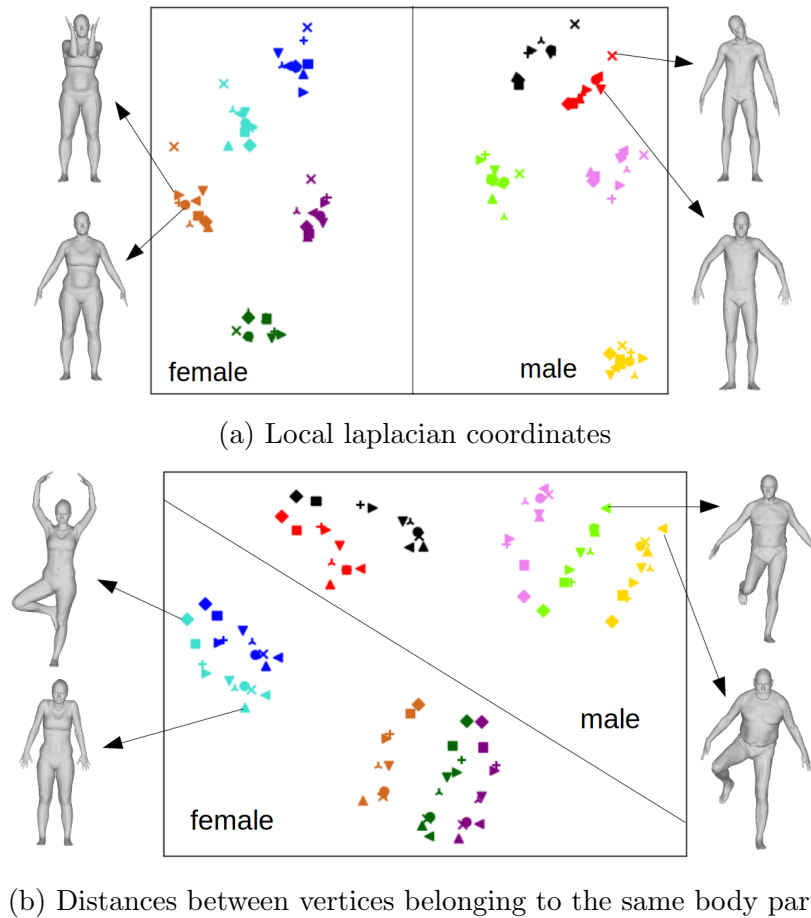 female
male
(a) Local laplacian coordinates
male
female
(b) Distances between vertices belonging to the same body par